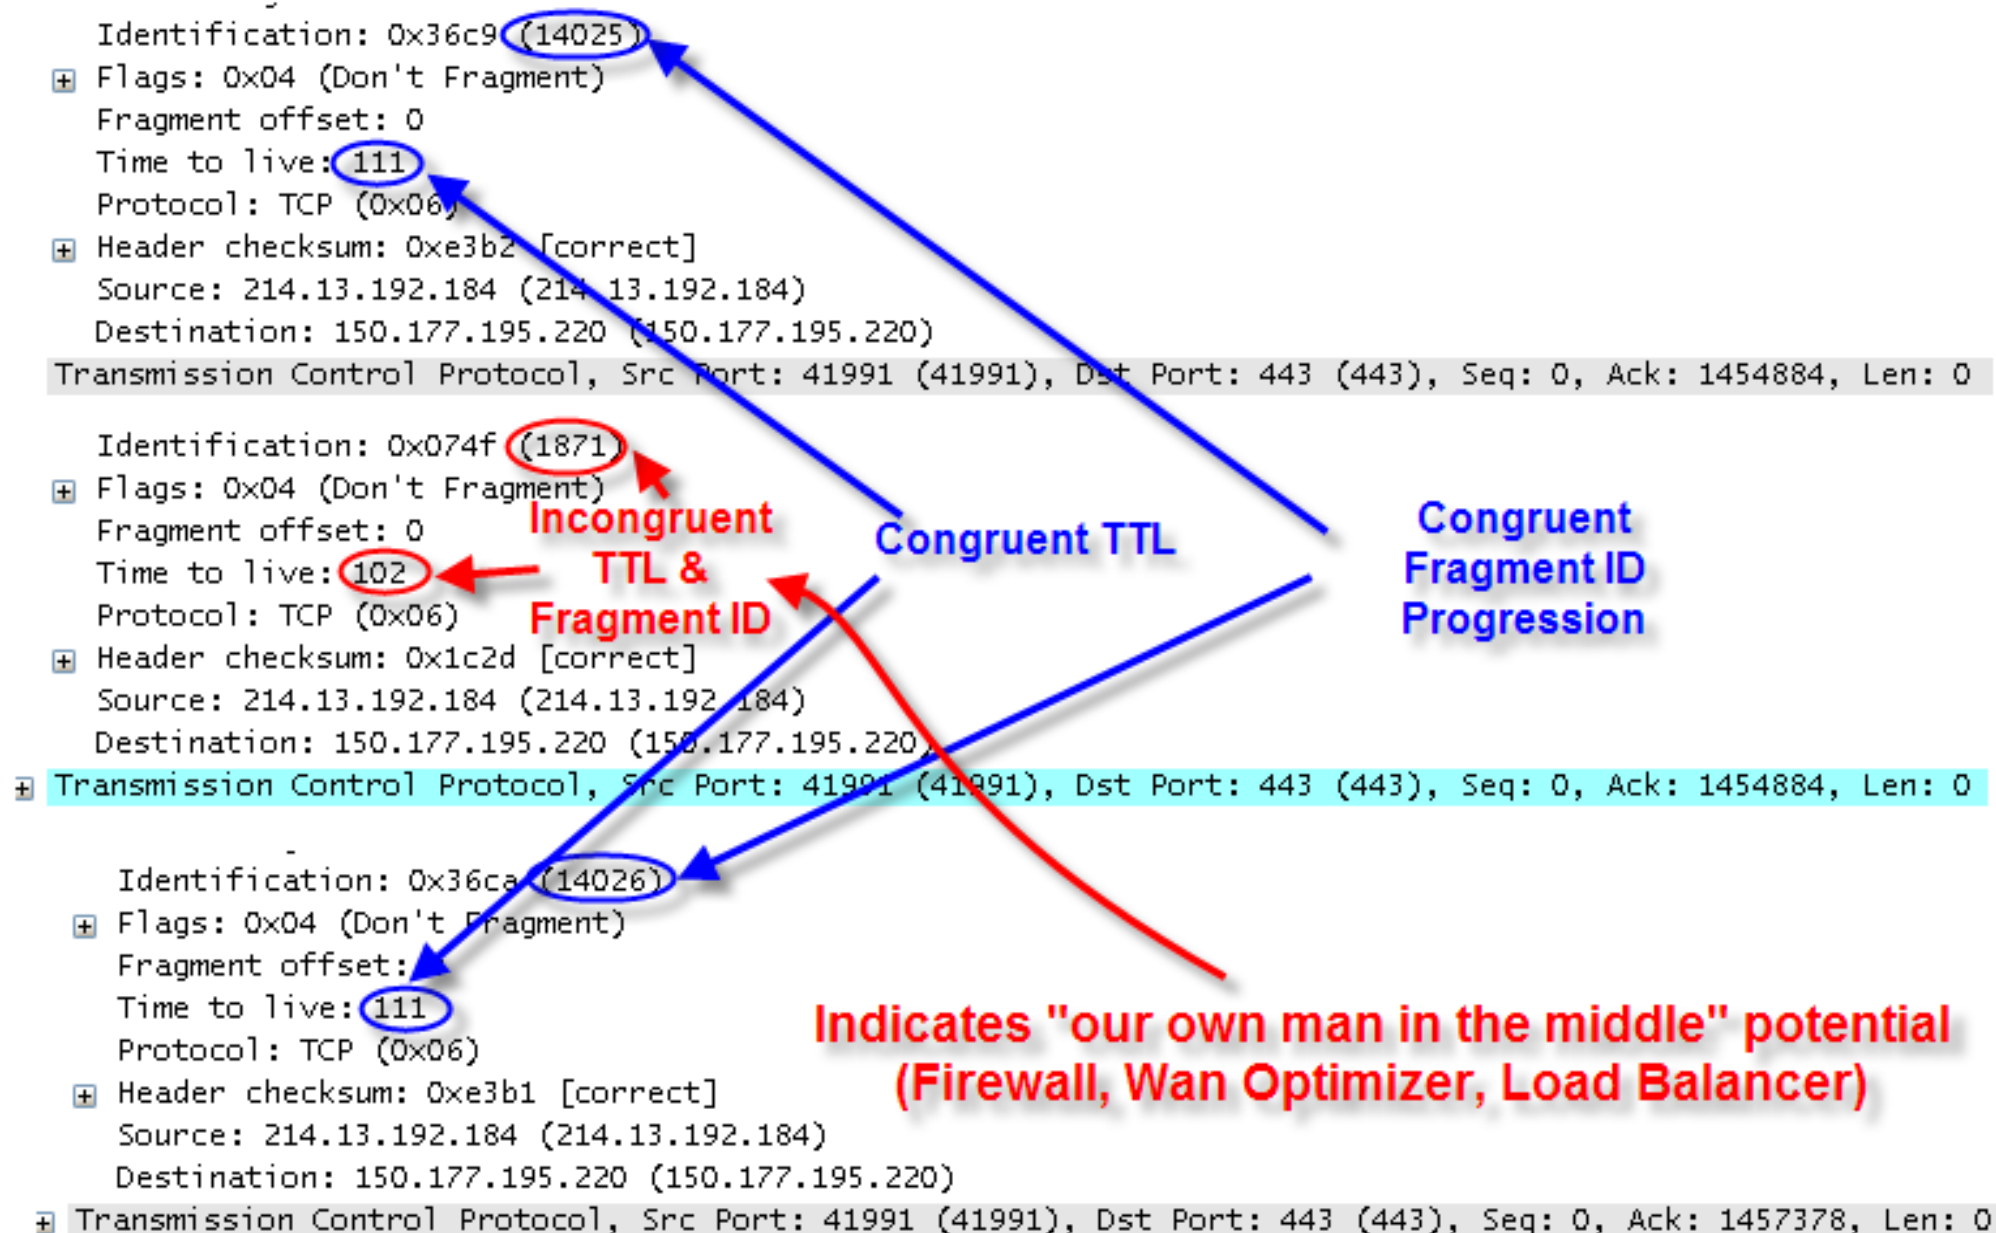 Identification: 0x36c9 (14025)
Flags: 0x04 (Don't Fragment)
Fragment offset: 0
Time to live: 111
Protocol: TCP (0x06)
Header checksum: 0xe3b2 [correct]
Source: 214.13.192.184 (214.13.192.184)
Destination: 150.177.195.220 (150.177.195.220)
Transmission Control Protocol, Src Port: 41991 (41991), Dst Port: 443 (443), Seq: 0, Ack: 1454884, Len: 0
Identification: 0x074f (1871)
Flags: 0x04 (Don't Fragment)
Fragment offset: 0
Time to live: 102
Protocol: TCP (0x06)
Header checksum: 0x1c2d [correct]
Source: 214.13.192.184 (214.13.192.184)
Destination: 150.177.195.220 (150.177.195.220)
Transmission Control Protocol, Src Port: 41991 (41991), Dst Port: 443 (443), Seq: 0, Ack: 1454884, Len: 0
Incongruent
TTL &
Fragment ID
Congruent TTL
Congruent
Fragment ID
Progression
Identification: 0x36ca (14026)
Flags: 0x04 (Don't Fragment)
Fragment offset:
Time to live: 111
Protocol: TCP (0x06)
Header checksum: 0xe3b1 [correct]
Source: 214.13.192.184 (214.13.192.184)
Destination: 150.177.195.220 (150.177.195.220)
Transmission Control Protocol, Src Port: 41991 (41991), Dst Port: 443 (443), Seq: 0, Ack: 1457378, Len: 0
Indicates "our own man in the middle" potential
(Firewall, Wan Optimizer, Load Balancer)